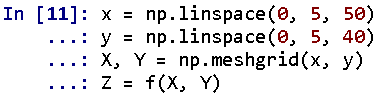 In [11]: x = np.linspace(0, 5, 50)
...: y = np.linspace(0, 5, 40)
...: X, Y = np.meshgrid(x, y)
...: Z = f(X, Y)